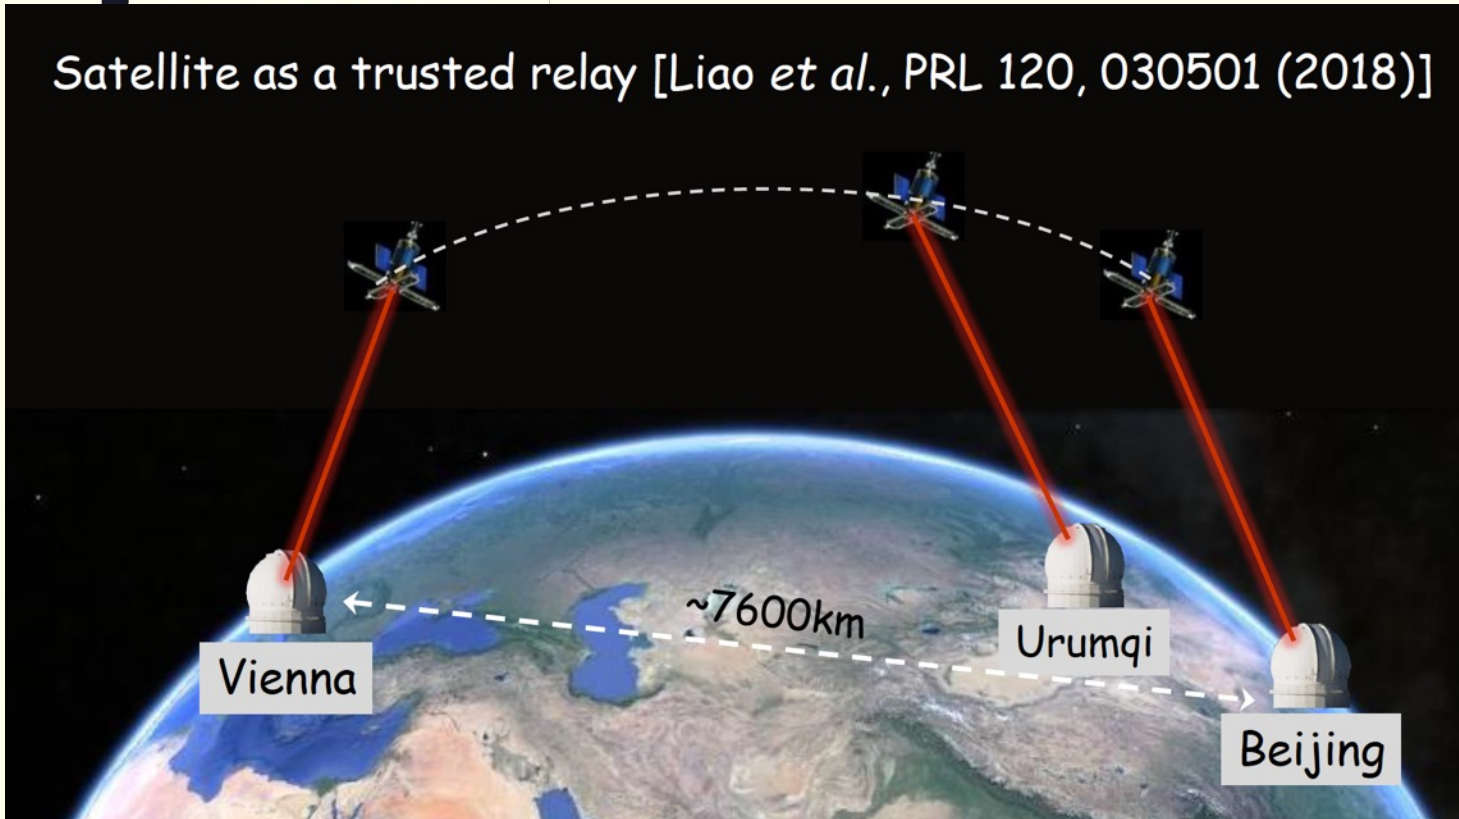 Satellite as a trusted relay [Liao et al., PRL 120, 030501 (2018)]
~7600km
Urumqi
Vienna
Beijing